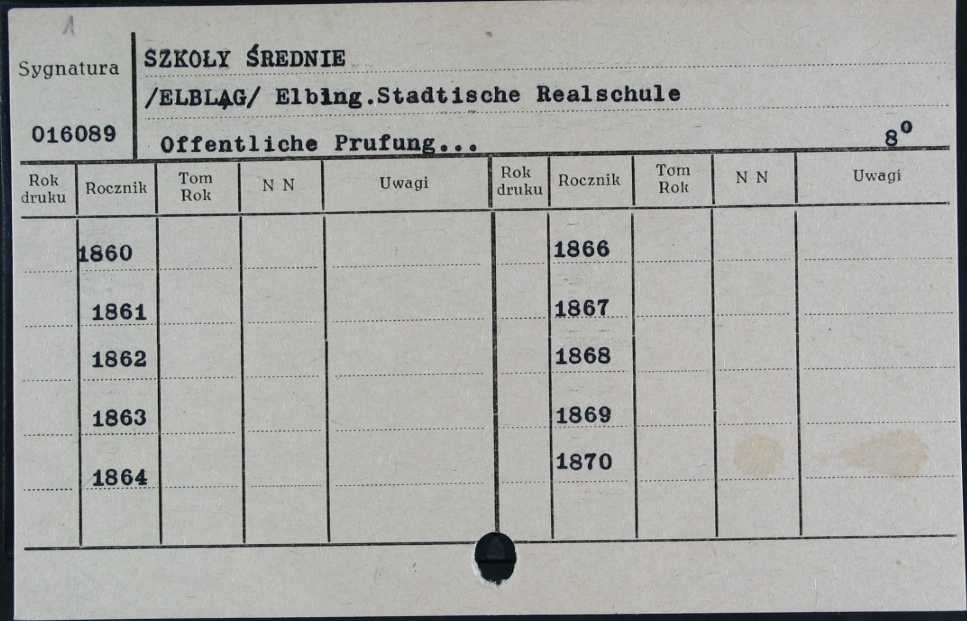 1
Sygnatura
SZKOŁY ŚREDNIE
/ELBLĄG/ Elbing.Stadtische Realschule
016089
Offentliche Prufung... 8⁰
Rok druku Rocznik Tom Rok N N Uwagi Rok druku Rocznik Tom Rok N N Uwagi
1860 1866
1861 1867
1862 1868
1863 1869
1864 1870